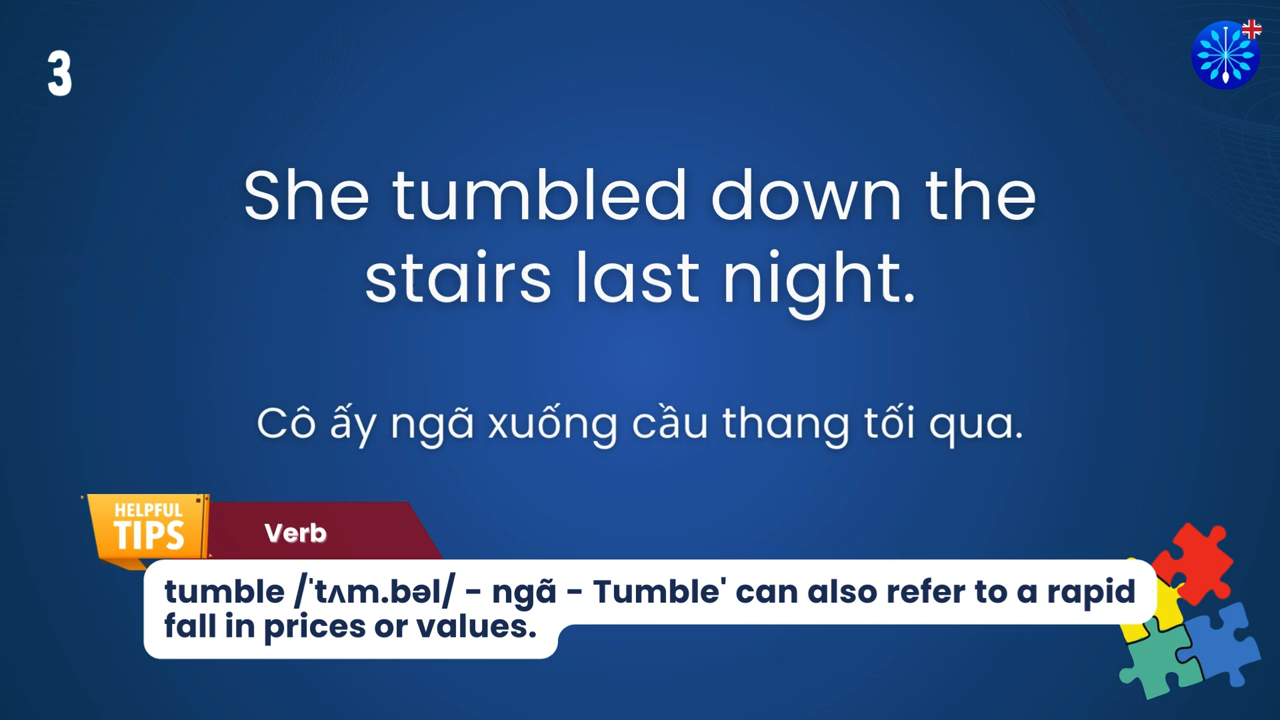 3
She tumbled down the
stairs last night.
Cô ấy ngã xuống cầu thang tối qua.
HELPFUL
TIPS
Verb
tumble /ˈtʌm.bəl/ - ngã - Tumble' can also refer to a rapid
fall in prices or values.